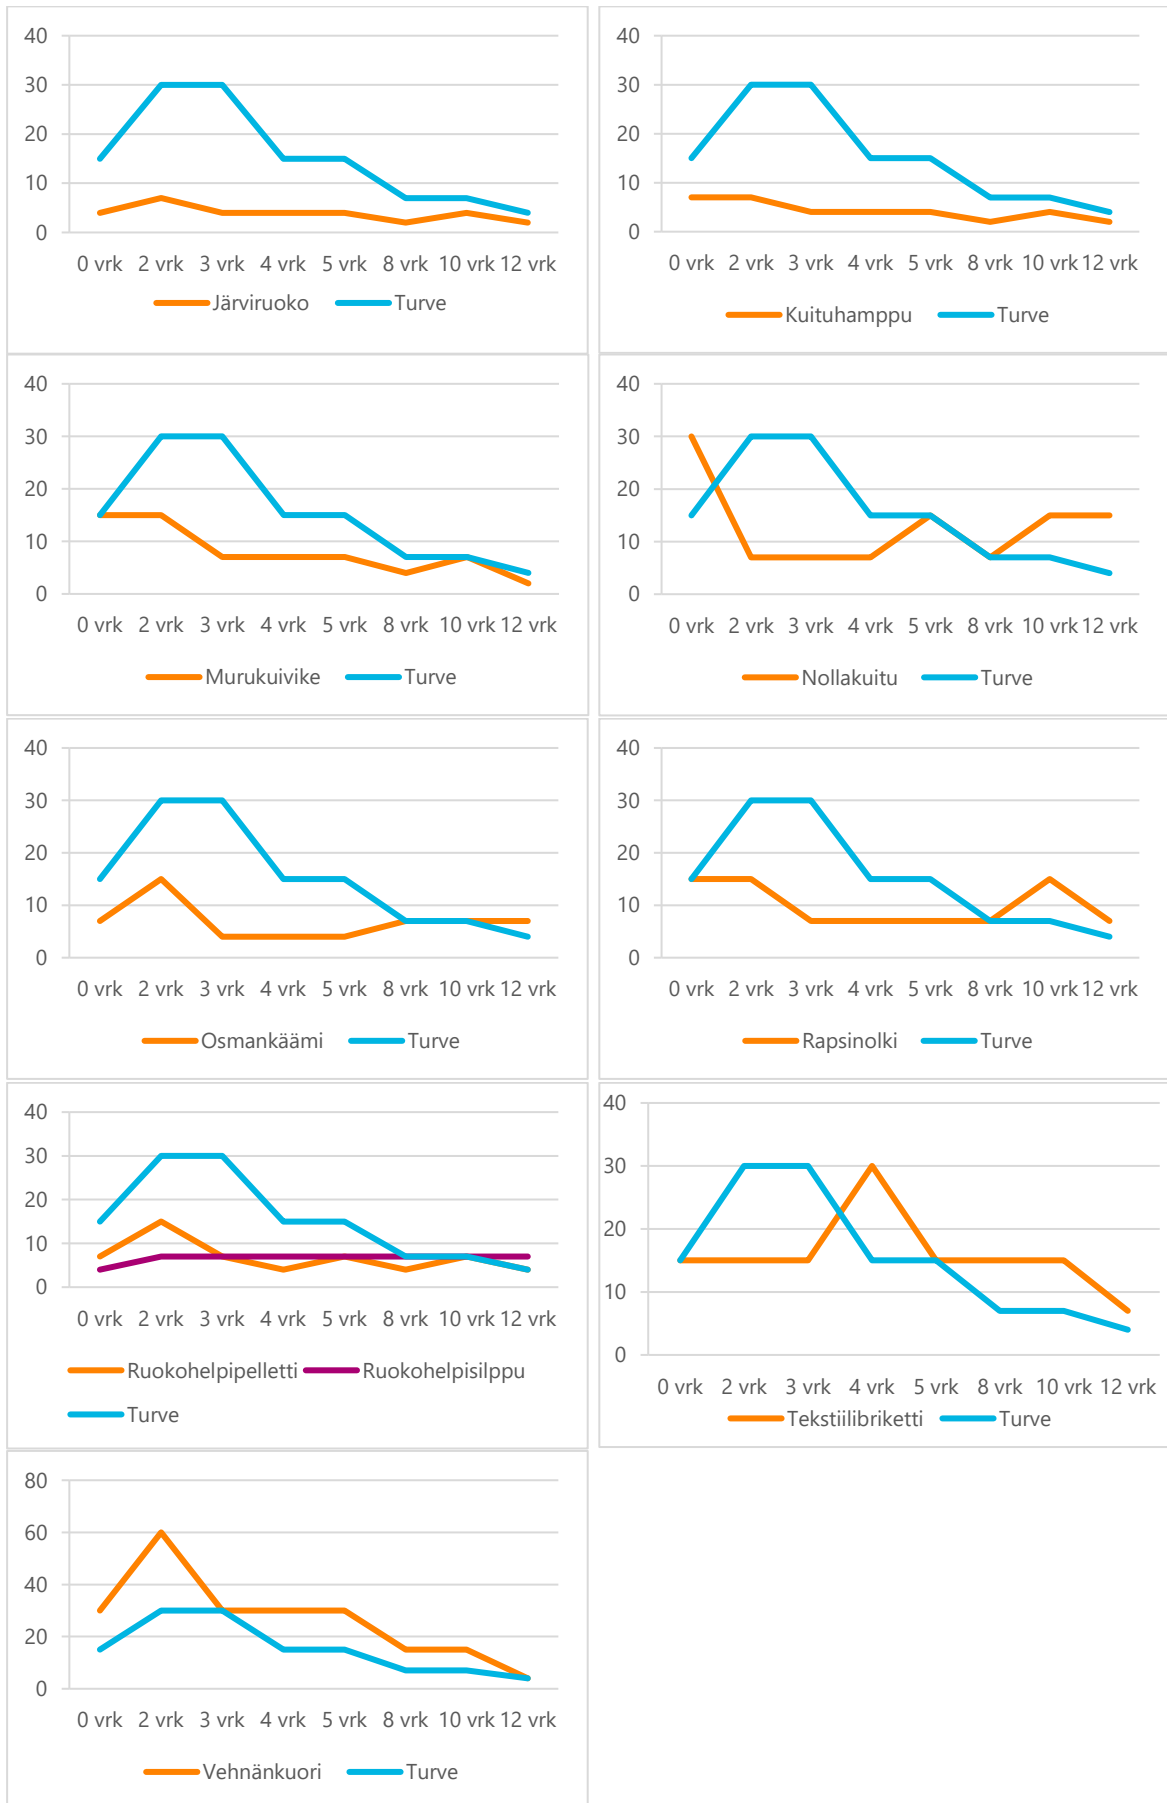 40
30
20
10
0
0 vrk 2 vrk 3 vrk 4 vrk 5 vrk 8 vrk 10 vrk 12 vrk
Järviruoko Turve
40
30
20
10
0
0 vrk 2 vrk 3 vrk 4 vrk 5 vrk 8 vrk 10 vrk 12 vrk
Kuituhamppu Turve
40
30
20
10
0
0 vrk 2 vrk 3 vrk 4 vrk 5 vrk 8 vrk 10 vrk 12 vrk
Murukuivike Turve
40
30
20
10
0
0 vrk 2 vrk 3 vrk 4 vrk 5 vrk 8 vrk 10 vrk 12 vrk
Nollakuitu Turve
40
30
20
10
0
0 vrk 2 vrk 3 vrk 4 vrk 5 vrk 8 vrk 10 vrk 12 vrk
Osmankäämi Turve
40
30
20
10
0
0 vrk 2 vrk 3 vrk 4 vrk 5 vrk 8 vrk 10 vrk 12 vrk
Rapsinolki Turve
40
30
20
10
0
0 vrk 2 vrk 3 vrk 4 vrk 5 vrk 8 vrk 10 vrk 12 vrk
Ruokohelpipelletti Ruokohelpisilppu
Turve
40
30
20
10
0
0 vrk 2 vrk 3 vrk 4 vrk 5 vrk 8 vrk 10 vrk 12 vrk
Tekstiilibriketti Turve
80
60
40
20
0
0 vrk 2 vrk 3 vrk 4 vrk 5 vrk 8 vrk 10 vrk 12 vrk
Vehnänkuori Turve